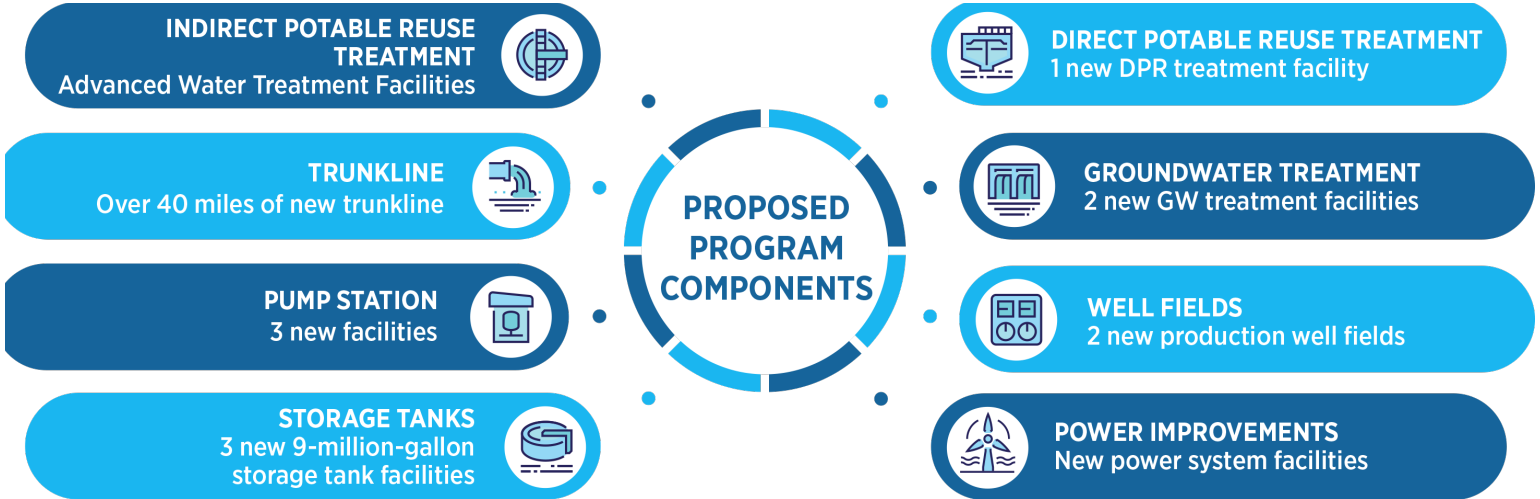 INDIRECT POTABLE REUSE
TREATMENT
Advanced Water Treatment Facilities
TRUNKLINE
Over 40 miles of new trunkline
PUMP STATION
3 new facilities
STORAGE TANKS
3 new 9-million-gallon
storage tank facilities
PROPOSED
PROGRAM
COMPONENTS
DIRECT POTABLE REUSE TREATMENT
1 new DPR treatment facility
GROUNDWATER TREATMENT
2 new GW treatment facilities
WELL FIELDS
2 new production well fields
POWER IMPROVEMENTS
New power system facilities